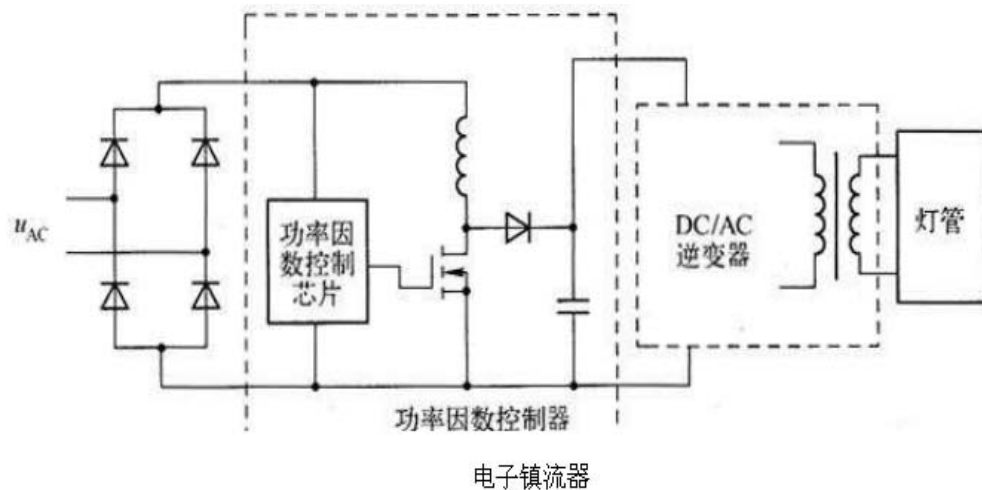 u_AC
功率因
数控制
芯片
DC/AC
逆变器
灯管
功率因数控制器
电子镇流器